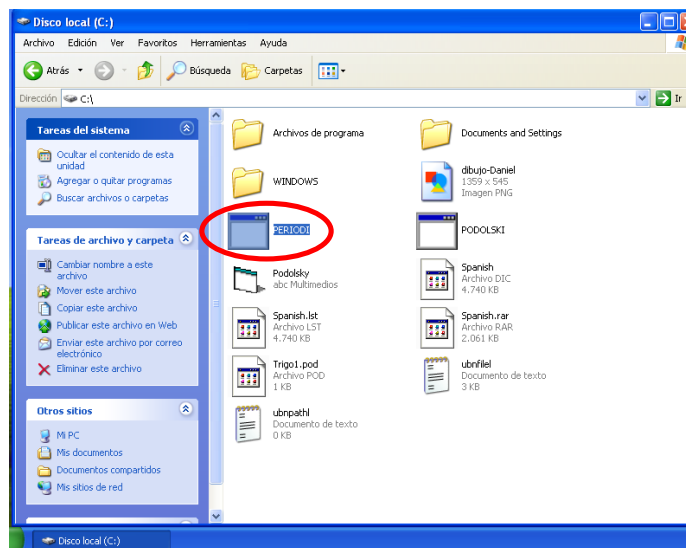 Disco local (C:)
Archivo Edición Ver Favoritos Herramientas Ayuda
Atrás Búsqueda Carpetas
Dirección C:\ Ir
Tareas del sistema
Ocultar el contenido de esta
unidad
Agregar o quitar programas
Buscar archivos o carpetas
Tareas de archivo y carpeta
Cambiar nombre a este
archivo
Mover este archivo
Copiar este archivo
Publicar este archivo en Web
Enviar este archivo por correo
electrónico
Eliminar este archivo
Otros sitios
Mi PC
Mis documentos
Documentos compartidos
Mis sitios de red
Archivos de programa
Documents and Settings
WINDOWS
dibujo-Daniel
1359 x 545
Imagen PNG
PERIODI
PODOLSKI
Podolsky
abc Multimedios
Spanish
Archivo DIC
4.740 KB
Spanish.lst
Archivo LST
4.740 KB
Spanish.rar
Archivo RAR
2.061 KB
Trigo1.pod
Archivo POD
1 KB
ubnfilel
Documento de texto
3 KB
ubnpathl
Documento de texto
0 KB
Disco local (C:)